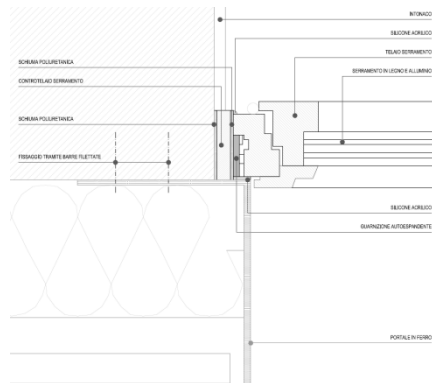 INTONACO
SILICONE ACRILICO
TELAIO SERRAMENTO
SCHIUMA POLIURETANICA
SERRAMENTO IN LEGNO E ALLUMINIO
CONTROTELAIO SERRAMENTO
SCHIUMA POLIURETANICA
FISSAGGIO TRAMITE BARRE FILETTATE
SILICONE ACRILICO
GUARNIZIONE AUTOESPANDENTE
PORTALE IN FERRO